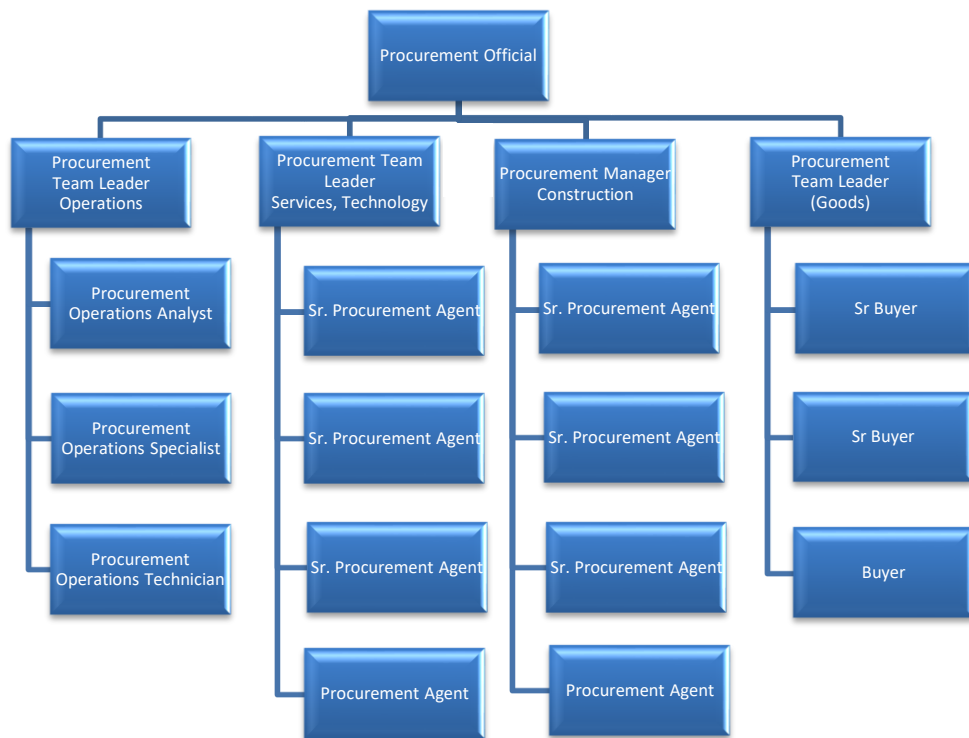 Procurement Official
Procurement
Team Leader
Operations
Procurement Team
Leader
Services, Technology
Procurement Manager
Construction
Procurement
Team Leader
(Goods)
Procurement
Operations Analyst
Sr. Procurement Agent
Sr. Procurement Agent
Sr Buyer
Procurement
Operations Specialist
Sr. Procurement Agent
Sr. Procurement Agent
Sr Buyer
Procurement
Operations Technician
Sr. Procurement Agent
Sr. Procurement Agent
Buyer
Procurement Agent
Procurement Agent